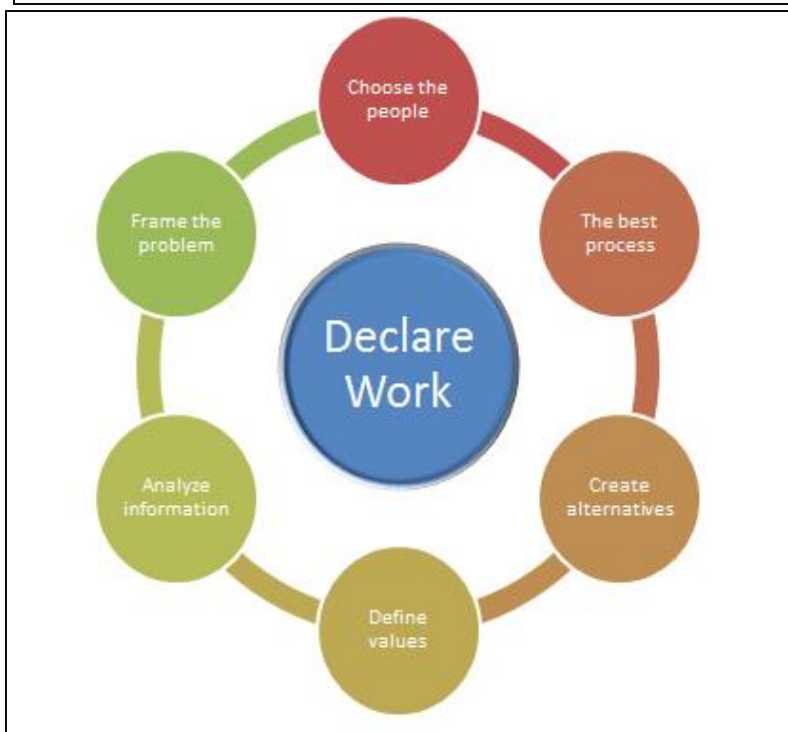 Choose the
people
The best
process
Create
alternatives
Define
values
Analyze
information
Frame the
problem
Declare
Work